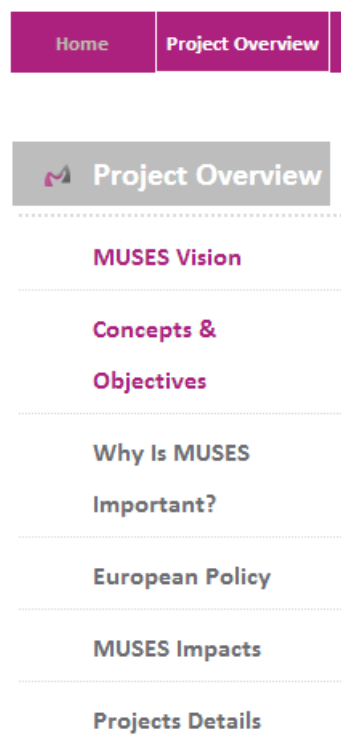 Home Project Overview
Project Overview
MUSES Vision
Concepts &
Objectives
Why Is MUSES
Important?
European Policy
MUSES Impacts
Projects Details